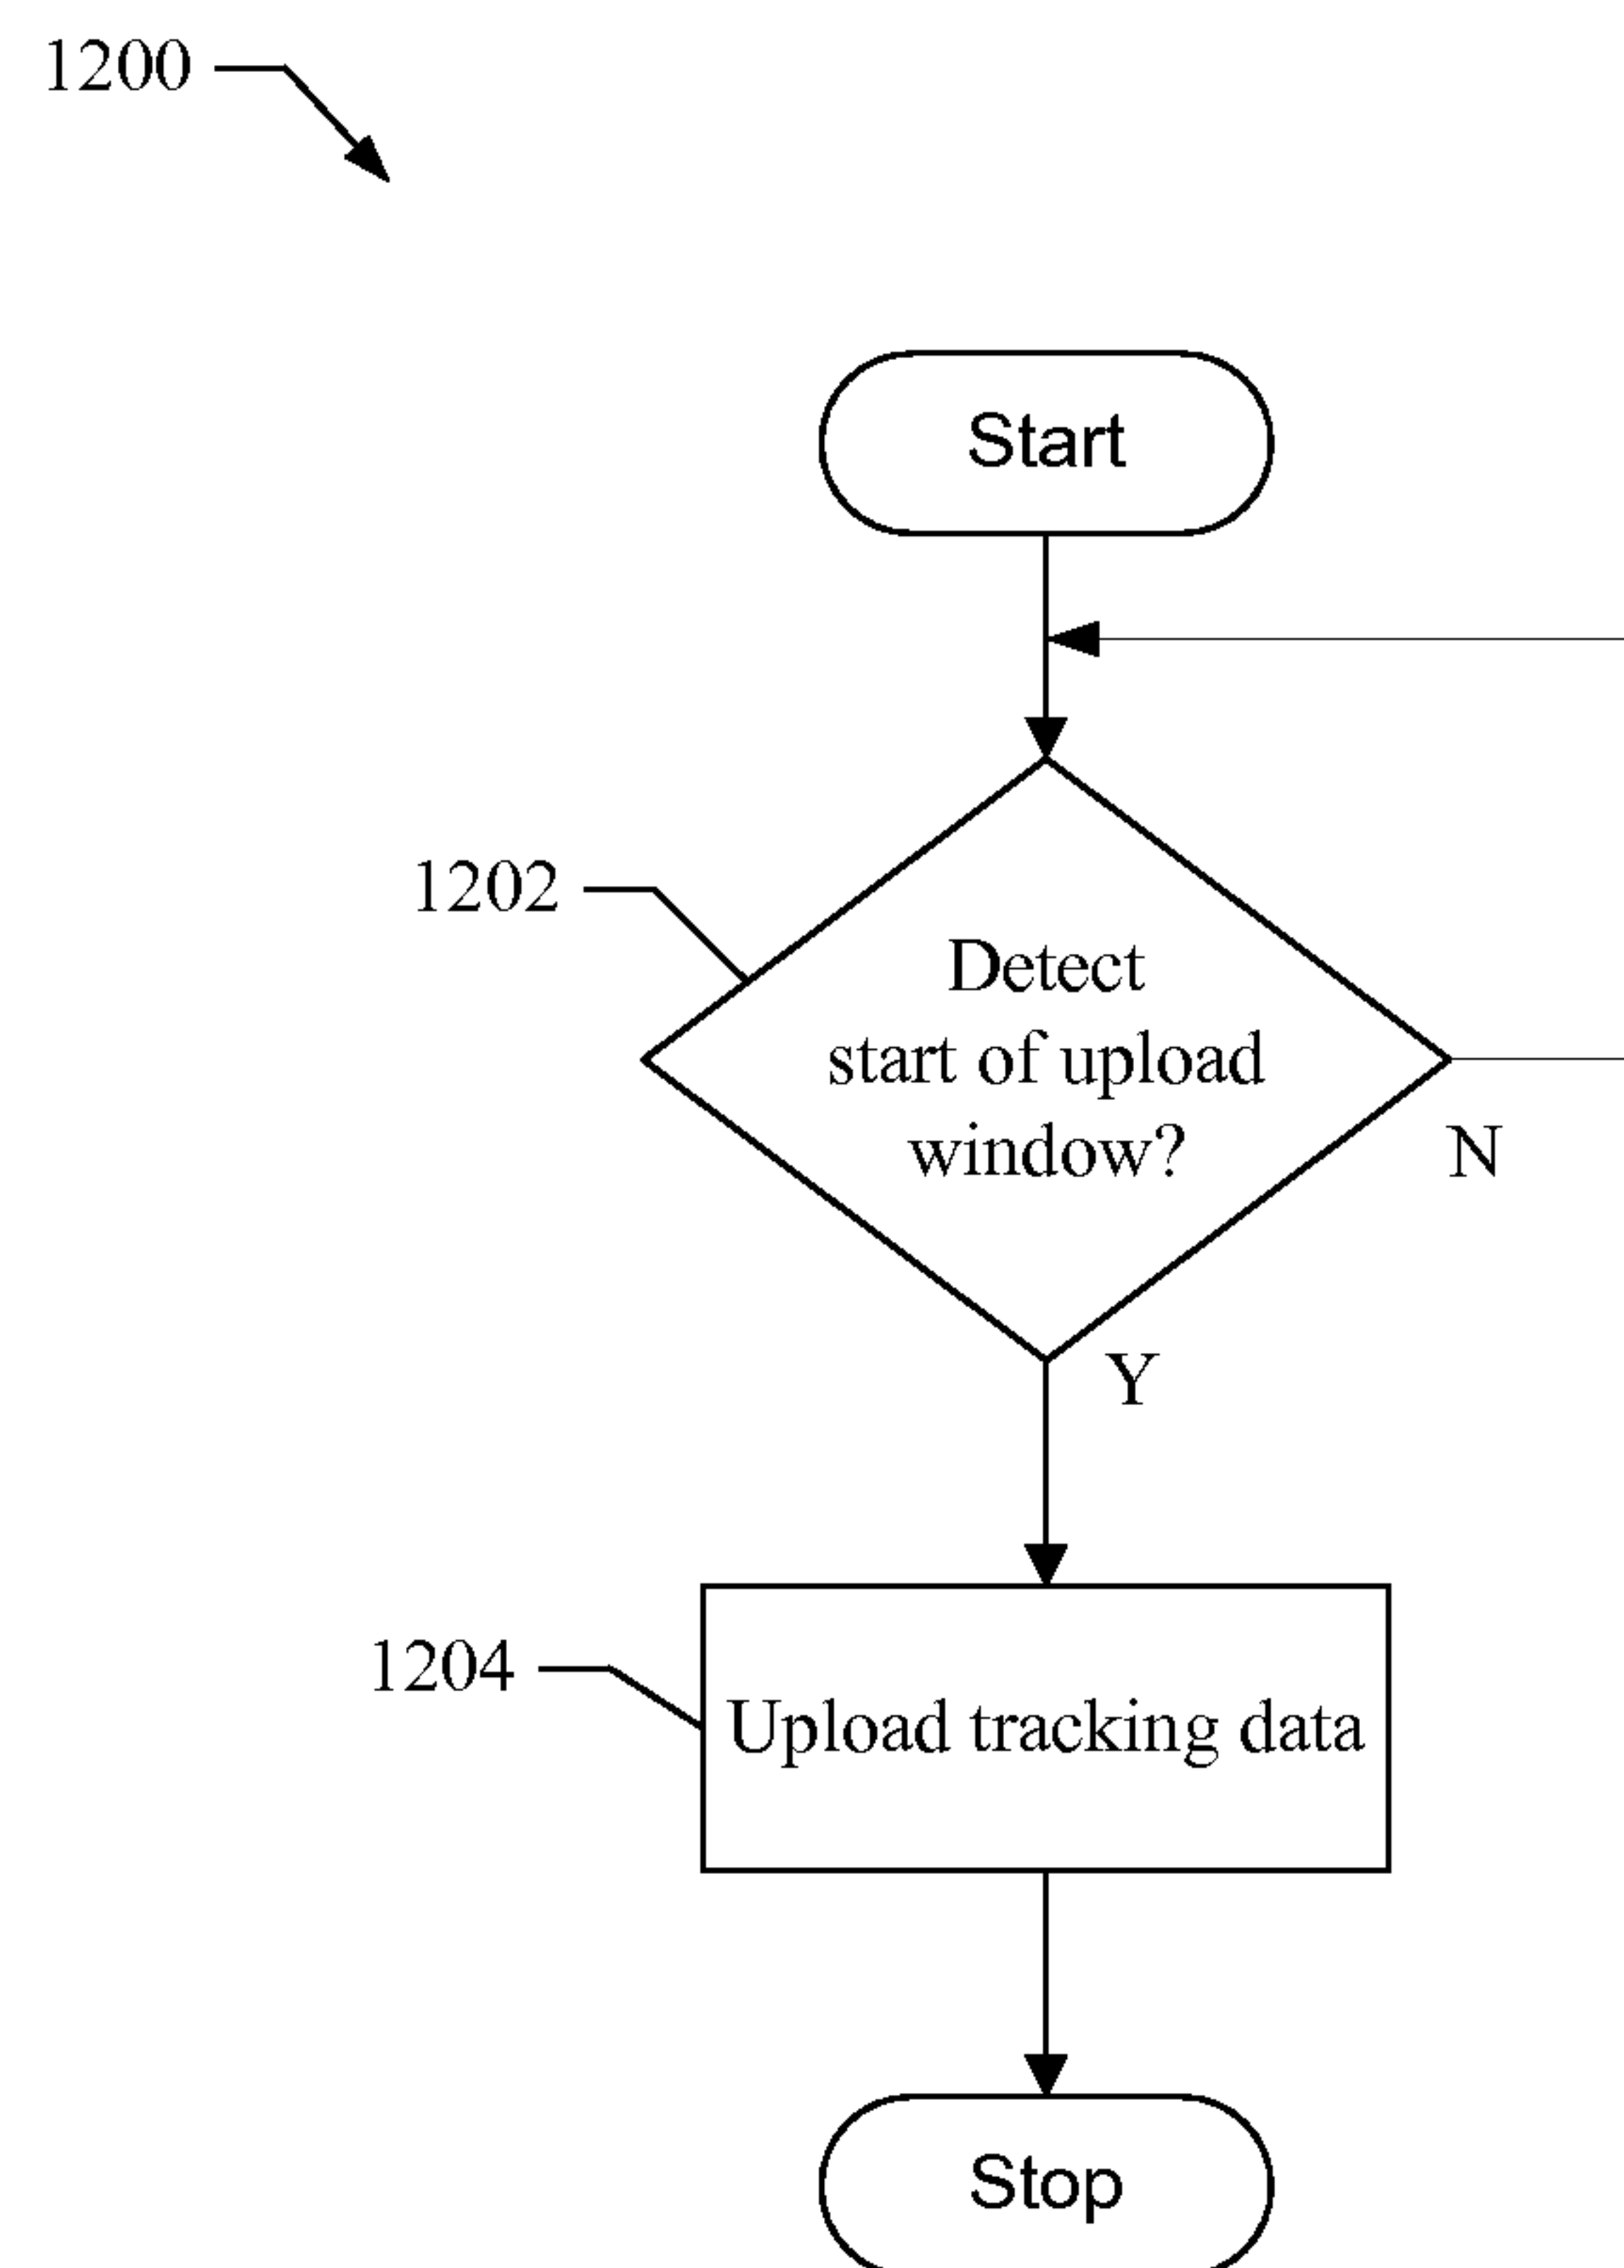 1200
Start
1202
Detect
start of upload
window?
N
Y
1204
Upload tracking data
Stop